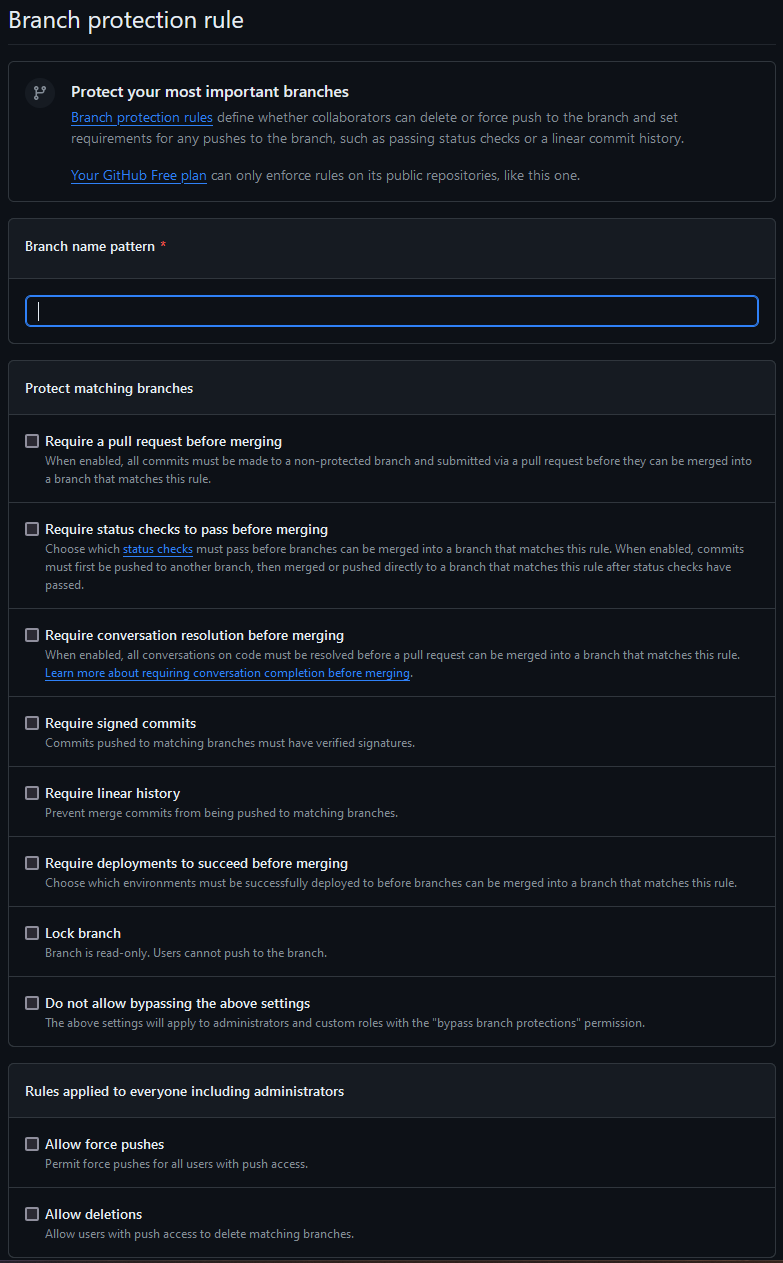 Branch protection rule
Protect your most important branches
Branch protection rules define whether collaborators can delete or force push to the branch and set
requirements for any pushes to the branch, such as passing status checks or a linear commit history.
Your GitHub Free plan can only enforce rules on its public repositories, like this one.
Branch name pattern *
Protect matching branches
Require a pull request before merging
When enabled, all commits must be made to a non-protected branch and submitted via a pull request before they can be merged into
a branch that matches this rule.
Require status checks to pass before merging
Choose which status checks must pass before branches can be merged into a branch that matches this rule. When enabled, commits
must first be pushed to another branch, then merged or pushed directly to a branch that matches this rule after status checks have
passed.
Require conversation resolution before merging
When enabled, all conversations on code must be resolved before a pull request can be merged into a branch that matches this rule.
Learn more about requiring conversation completion before merging.
Require signed commits
Commits pushed to matching branches must have verified signatures.
Require linear history
Prevent merge commits from being pushed to matching branches.
Require deployments to succeed before merging
Choose which environments must be successfully deployed to before branches can be merged into a branch that matches this rule.
Lock branch
Branch is read-only. Users cannot push to the branch.
Do not allow bypassing the above settings
The above settings will apply to administrators and custom roles with the "bypass branch protections" permission.
Rules applied to everyone including administrators
Allow force pushes
Permit force pushes for all users with push access.
Allow deletions
Allow users with push access to delete matching branches.